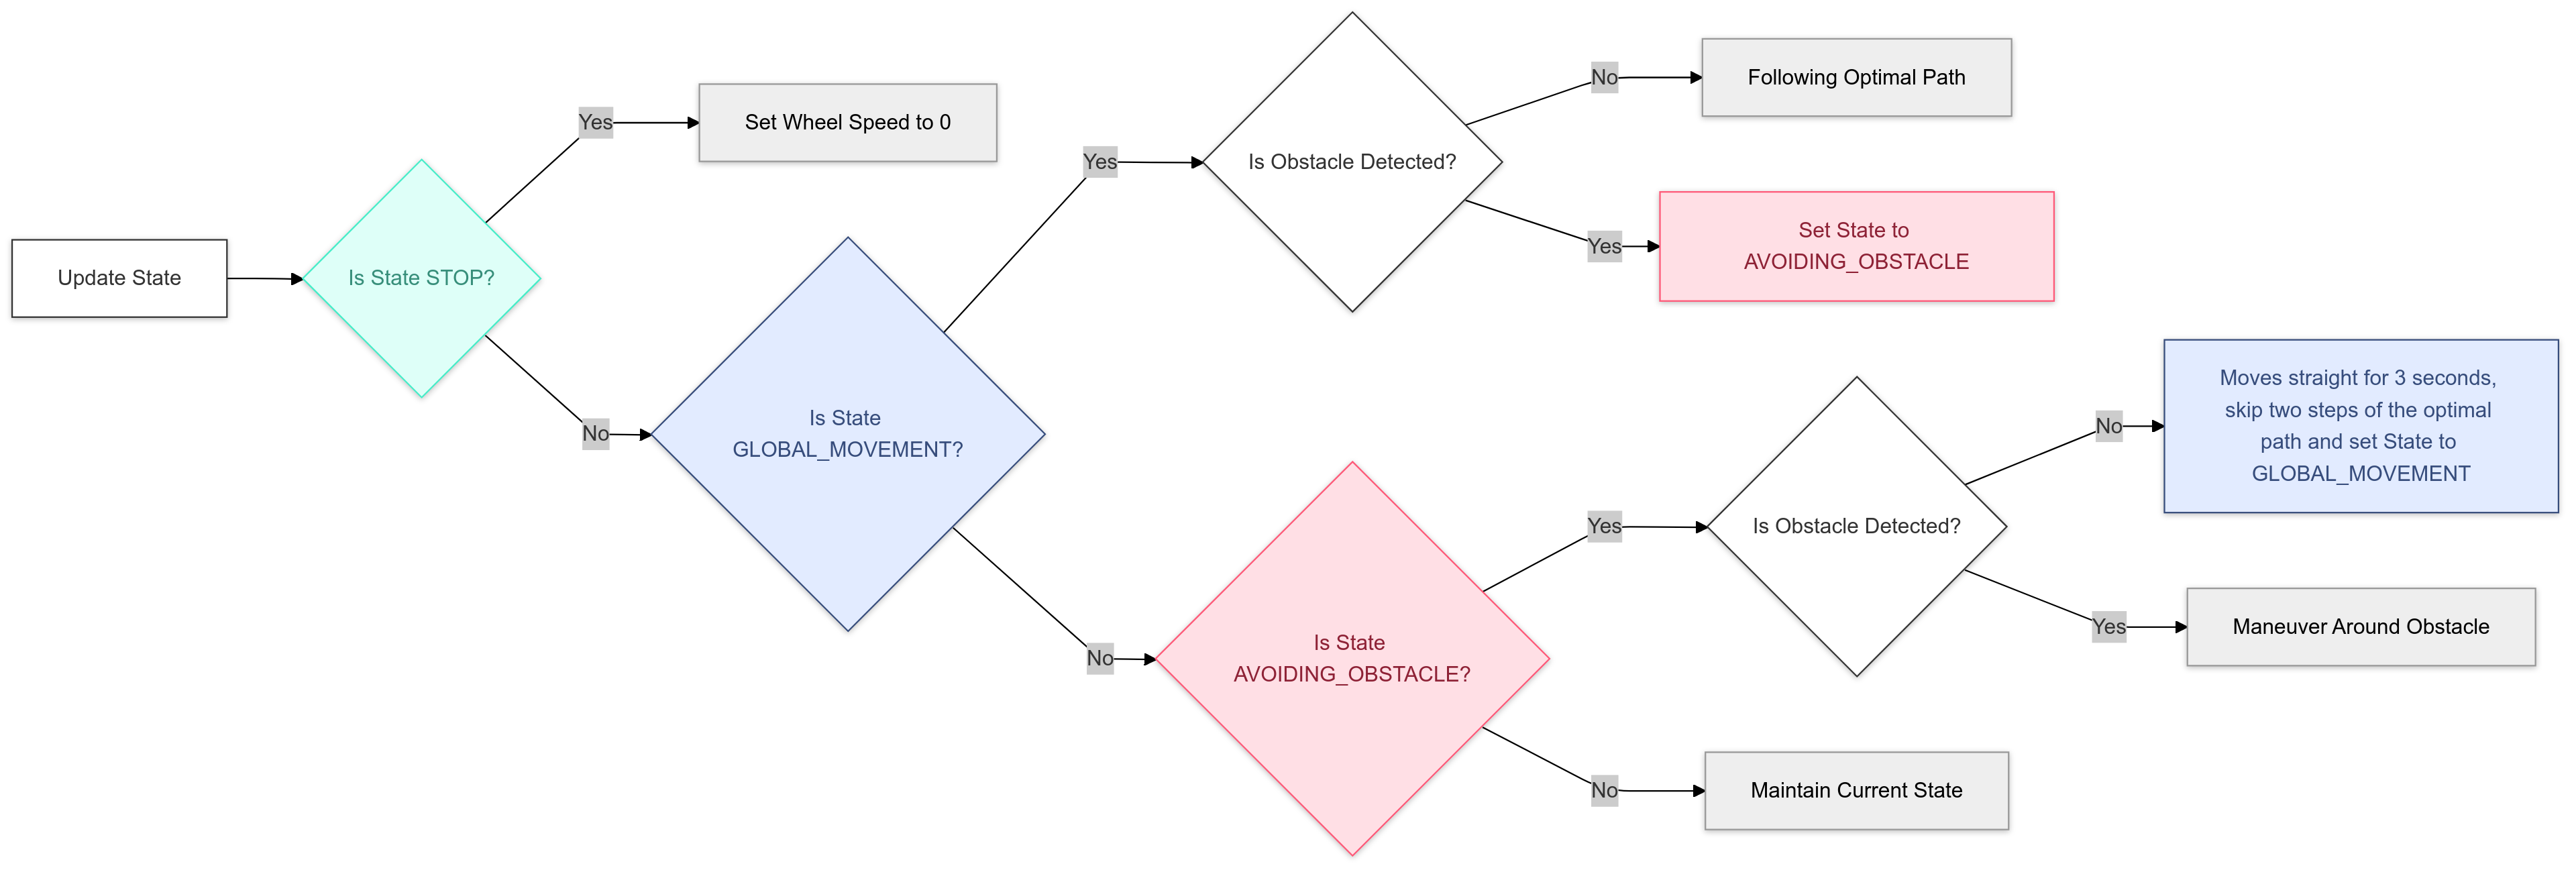 Update State
Is State STOP?
Yes
Set Wheel Speed to 0
No
Is State
GLOBAL_MOVEMENT?
Yes
Is Obstacle Detected?
No
Following Optimal Path
Yes
Set State to
AVOIDING_OBSTACLE
No
Is State
AVOIDING_OBSTACLE?
Yes
Is Obstacle Detected?
No
Moves straight for 3 seconds,
skip two steps of the optimal
path and set State to
GLOBAL_MOVEMENT
Yes
Maneuver Around Obstacle
No
Maintain Current State